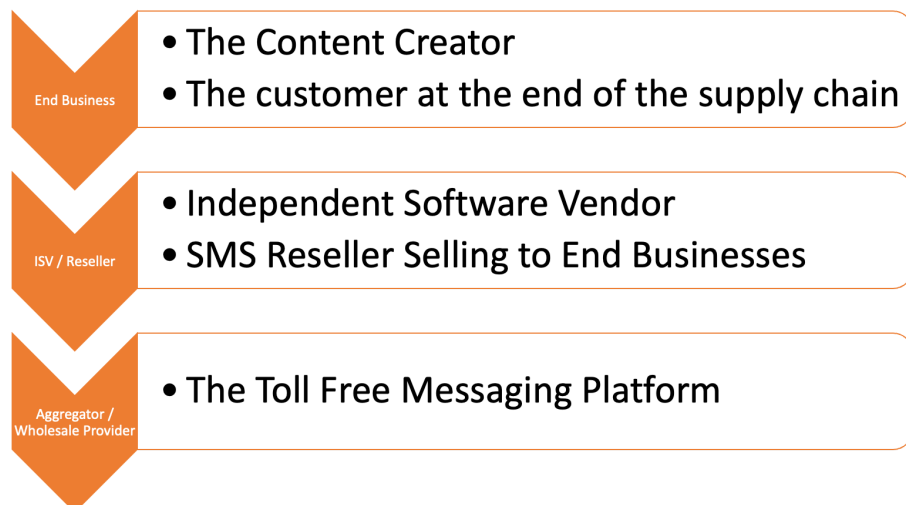 End Business
• The Content Creator
• The customer at the end of the supply chain
ISV / Reseller
• Independent Software Vendor
• SMS Reseller Selling to End Businesses
Aggregator /
Wholesale Provider
• The Toll Free Messaging Platform